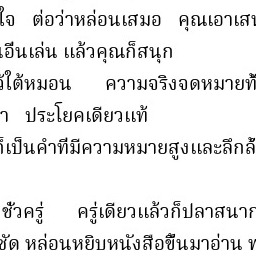 ใจ ต่อว่าหล่อนเสมอ คุณเอาเส
อื่นเล่น แล้วคุณก็สนุก
ใต้หมอน ความจริงจดหมายทั้
า ประโยคเดียวแท้
ก็เป็นคำที่มีความหมายสูงและลึกล้
ชั่วครู่ ครู่เดียวแล้วก็ปลาสนาก
ชัด หล่อนหยิบหนังสือขึ้นมาอ่าน